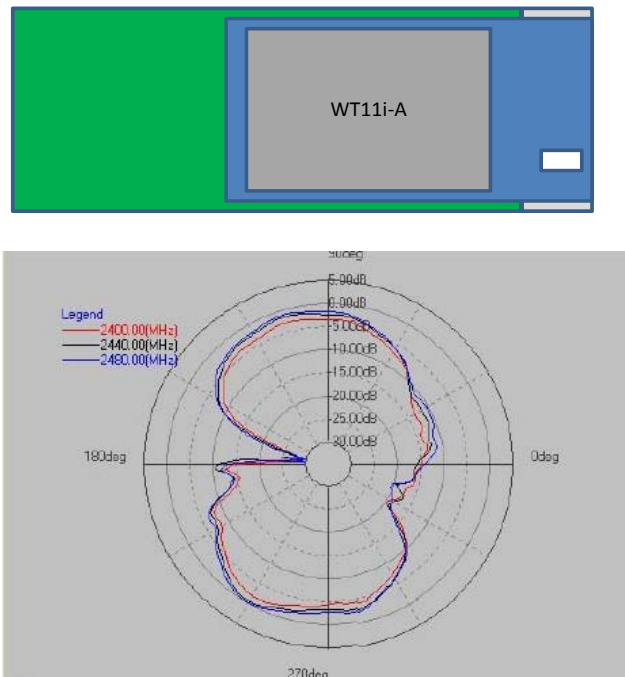 WT11i-A
90deg
5.00dB
0.00dB
Legend
2400.00(MHz)
-5.00dB
2440.00(MHz)
-10.00dB
2480.00(MHz)
-15.00dB
-20.00dB
-25.00dB
-30.00dB
180deg
0deg
270deg